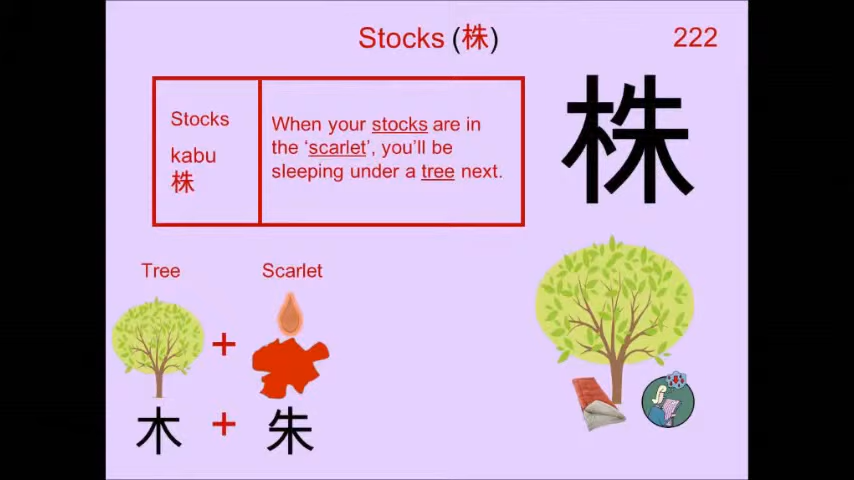 Stocks (株)
222
Stocks
kabu
株
When your stocks are in
the ‘scarlet’, you’ll be
sleeping under a tree next.
株
Tree
Scarlet
+
木 + 朱